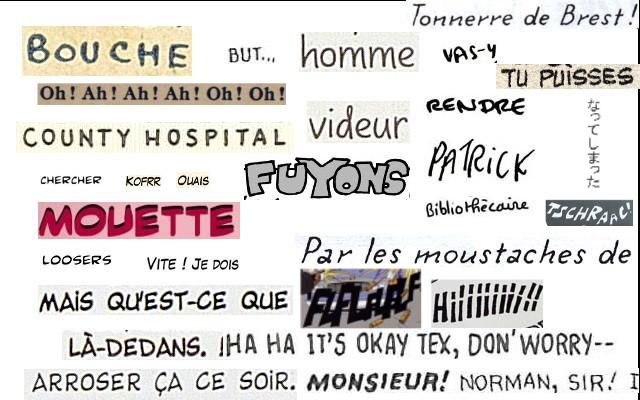 Tonnerre de Brest!
BOUCHE
BUT...
homme
VAS-Y
TU PUISSES
Oh! Ah! Ah! Ah! Oh! Oh!
RENDRE
videur
なってしまった
COUNTY HOSPITAL
PATRICK
FUYONS
CHERCHER
KOFRR
OUAIS
Bibliothécaire
TSCHRAAC!
MOUETTE
Par les moustaches de
LOOSERS
VITE ! JE DOIS
MAIS QU'EST-CE QUE
LÀ-DEDANS.
HA HA IT'S OKAY TEX, DON'WORRY--
ARROSER ÇA CE SOIR.
MONSIEUR!
NORMAN, SIR!